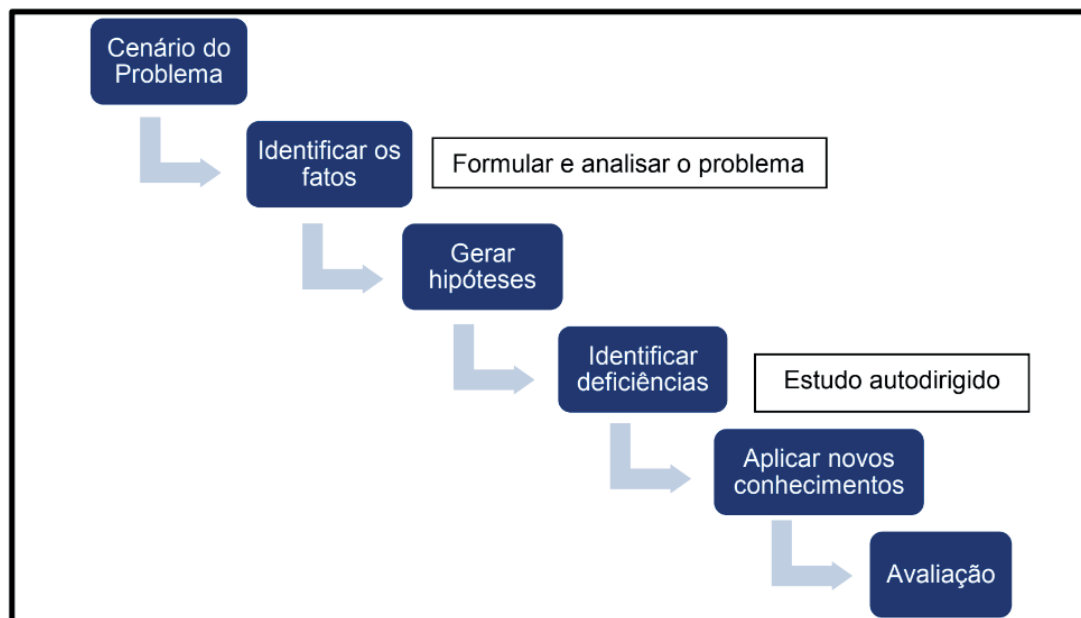 Cenário do
Problema
Identificar os
fatos
Formular e analisar o problema
Gerar
hipóteses
Identificar
deficiências
Estudo autodirigido
Aplicar novos
conhecimentos
Avaliação